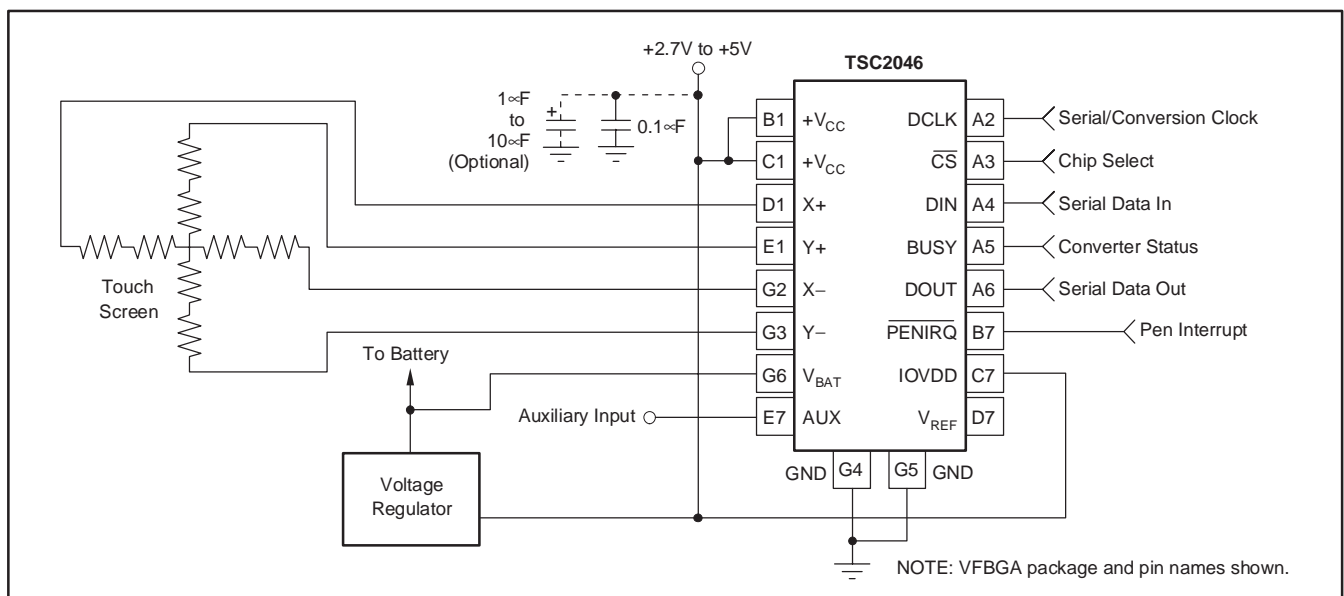 +2.7V to +5V
TSC2046
1∝F
to
10∝F
(Optional)
+
0.1∝F
B1 +VCC
C1 +VCC
D1 X+
E1 Y+
G2 X−
G3 Y−
G6 VBAT
E7 AUX
DCLK A2 Serial/Conversion Clock
CS A3 Chip Select
DIN A4 Serial Data In
BUSY A5 Converter Status
DOUT A6 Serial Data Out
PENIRQ B7 Pen Interrupt
IOVDD C7
VREF D7
Touch
Screen
To Battery
Auxiliary Input
Voltage
Regulator
GND G4 G5 GND
NOTE: VFBGA package and pin names shown.